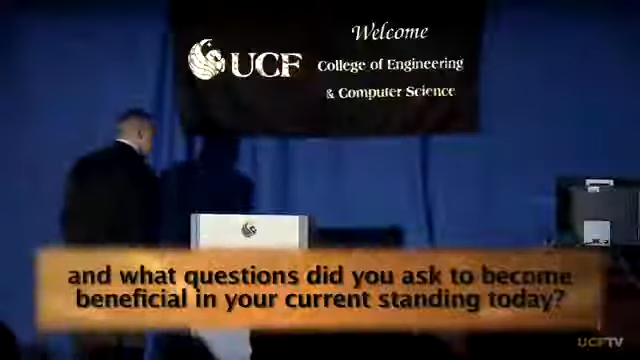 Welcome
UCF
College of Engineering
& Computer Science
and what questions did you ask to become
beneficial in your current standing today?
UCFTV